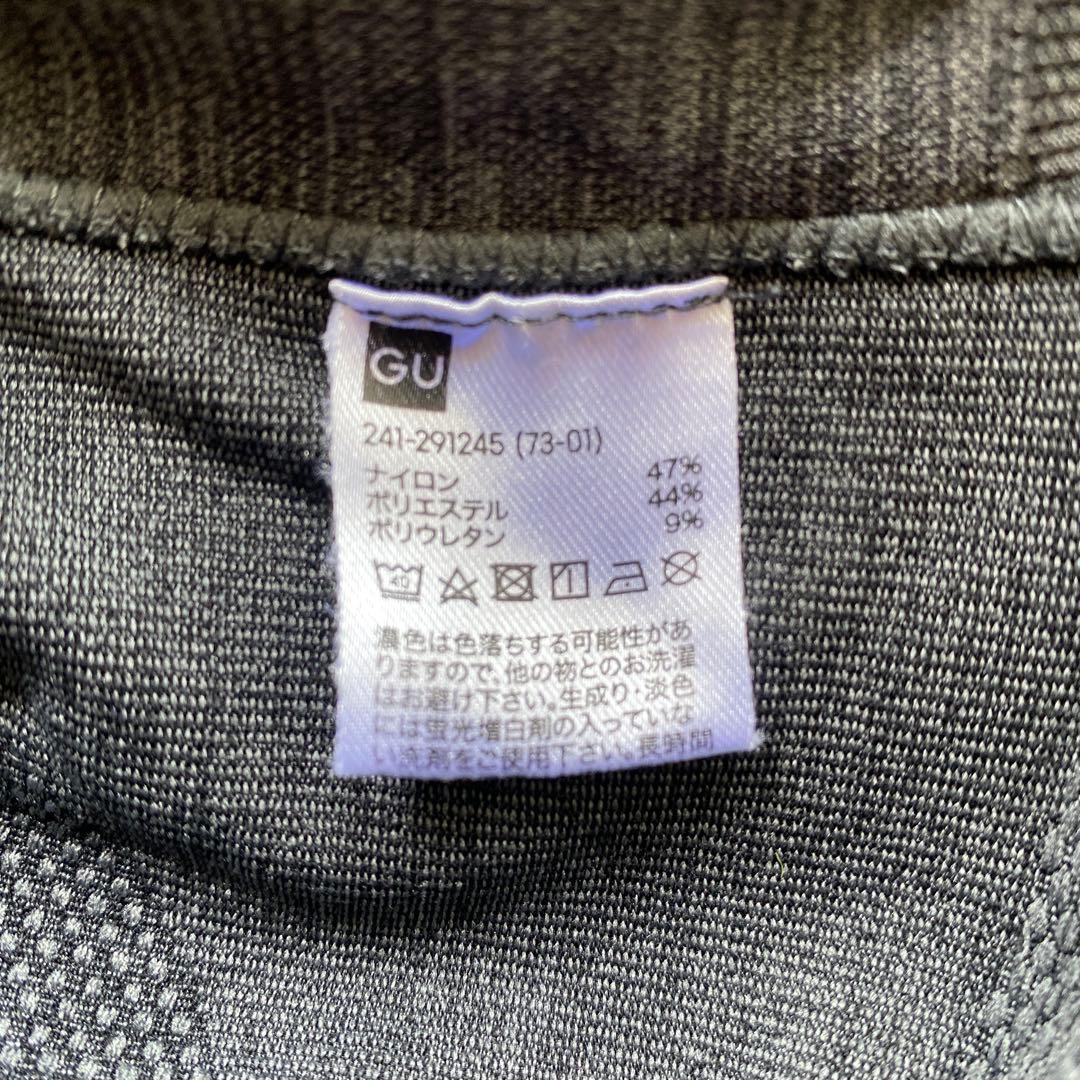 GU
241-291245 (73-01)
ナイロン 47%
ポリエステル 44%
ポリウレタン 9%
40
濃色は色落ちする可能性があ
りますので、他の物とのお洗濯
はお避け下さい。生成り・淡色
には蛍光増白剤の入っていな
い洗剤をご使用下さい。長時間